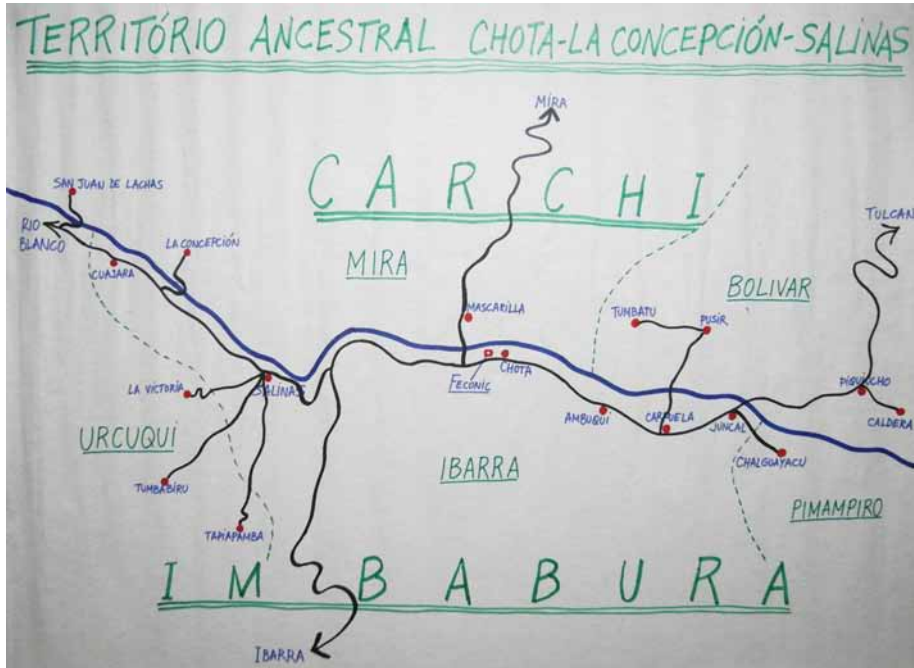 TERRITÓRIO ANCESTRAL CHOTA-LA CONCEPCIÓN-SALINAS
MIRA
CARCHI
SAN JUAN DE LACHAS
RIO
BLANCO
TULCAN
LA CONCEPCIÓN
CUAJARA
MIRA
BOLIVAR
MASCARILLA
TUMBATU
PUSIR
FECONIC
CHOTA
LA VICTORIA
SALINAS
PIQUIUCHO
CALDERA
AMBUQUI
CARPUELA
JUNCAL
URCUQUI
CHALGUAYACU
IBARRA
TUMBABIRU
PIMAMPIRO
TAPIAPAMBA
IMBABURA
IBARRA